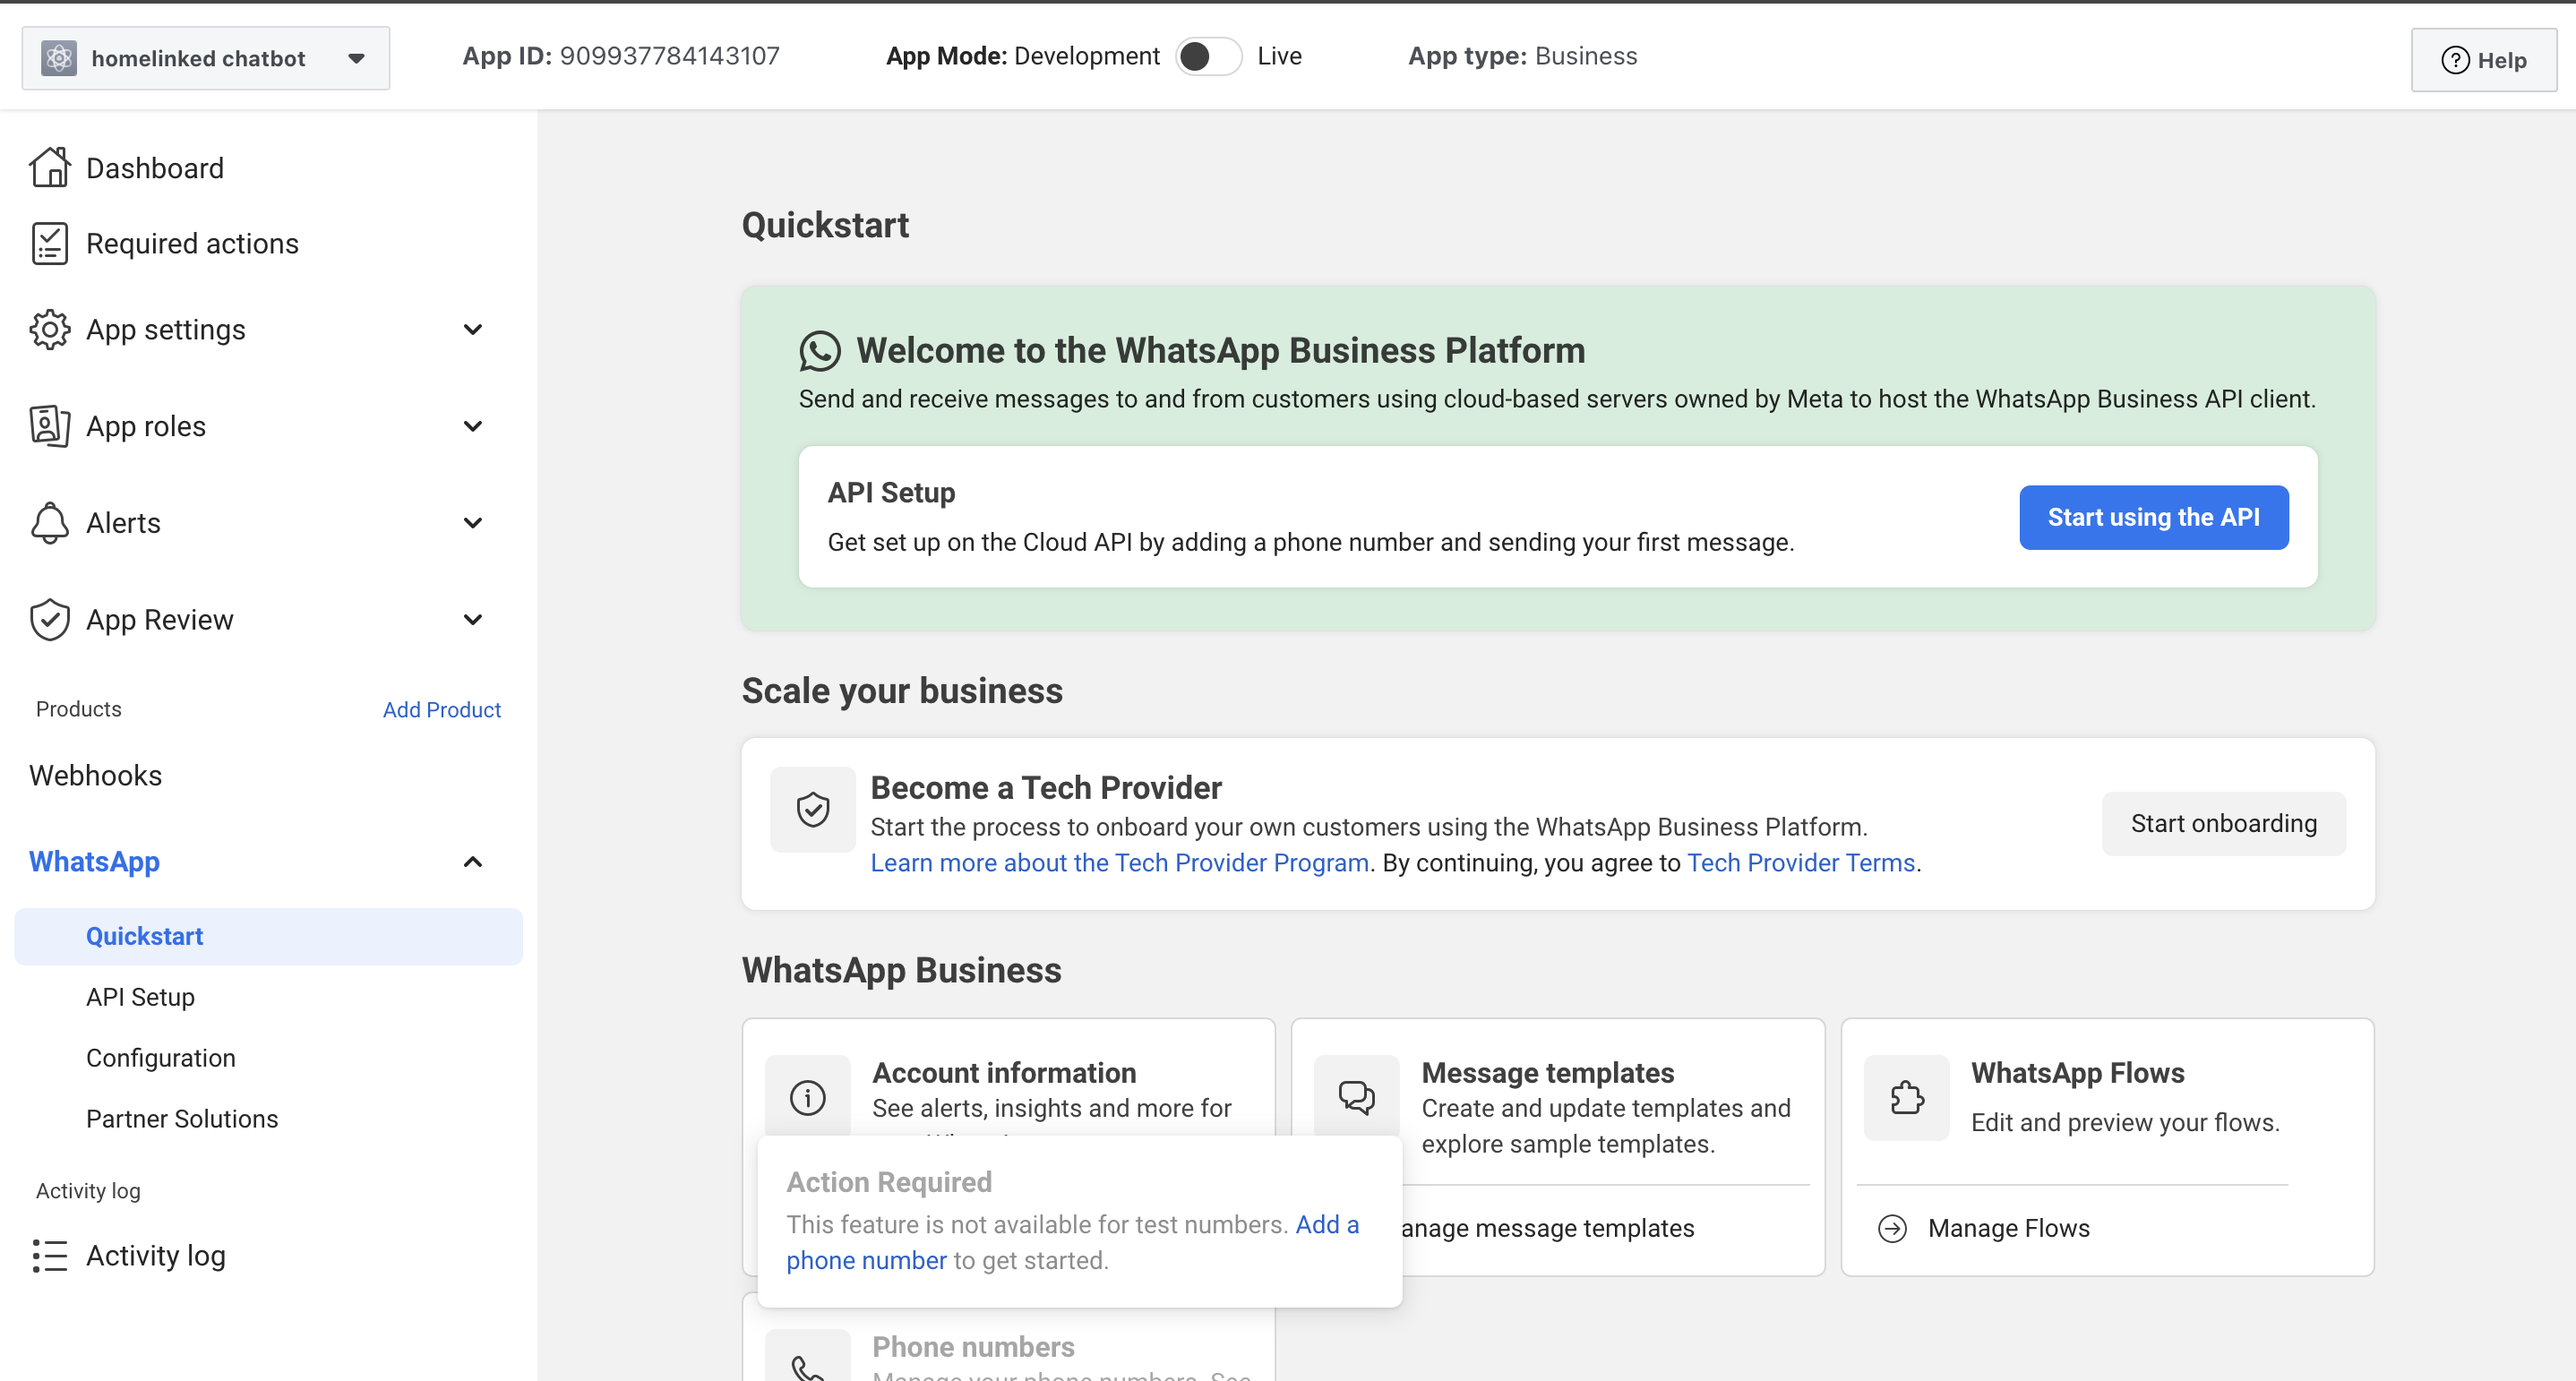 homelinked chatbot
App ID: 909937784143107
App Mode: Development
Live
App type: Business
? Help
Dashboard
Required actions
App settings
App roles
Alerts
App Review
Products
Add Product
Webhooks
WhatsApp
Quickstart
API Setup
Configuration
Partner Solutions
Activity log
Activity log
Quickstart
Welcome to the WhatsApp Business Platform
Send and receive messages to and from customers using cloud-based servers owned by Meta to host the WhatsApp Business API client.
API Setup
Get set up on the Cloud API by adding a phone number and sending your first message.
Start using the API
Scale your business
Become a Tech Provider
Start the process to onboard your own customers using the WhatsApp Business Platform.
Learn more about the Tech Provider Program. By continuing, you agree to Tech Provider Terms.
Start onboarding
WhatsApp Business
Account information
See alerts, insights and more for
Message templates
Create and update templates and
explore sample templates.
anage message templates
WhatsApp Flows
Edit and preview your flows.
Manage Flows
Action Required
This feature is not available for test numbers. Add a
phone number to get started.
Phone numbers
Manage your phone numbers. See